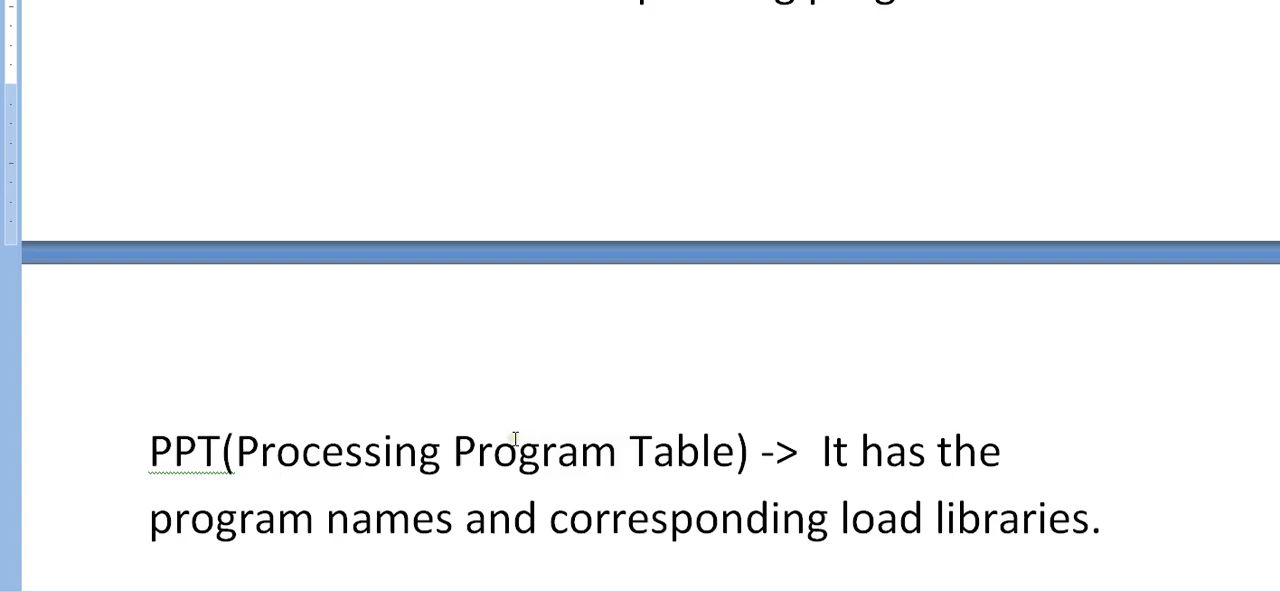 PPT(Processing Program Table) -> It has the
program names and corresponding load libraries.